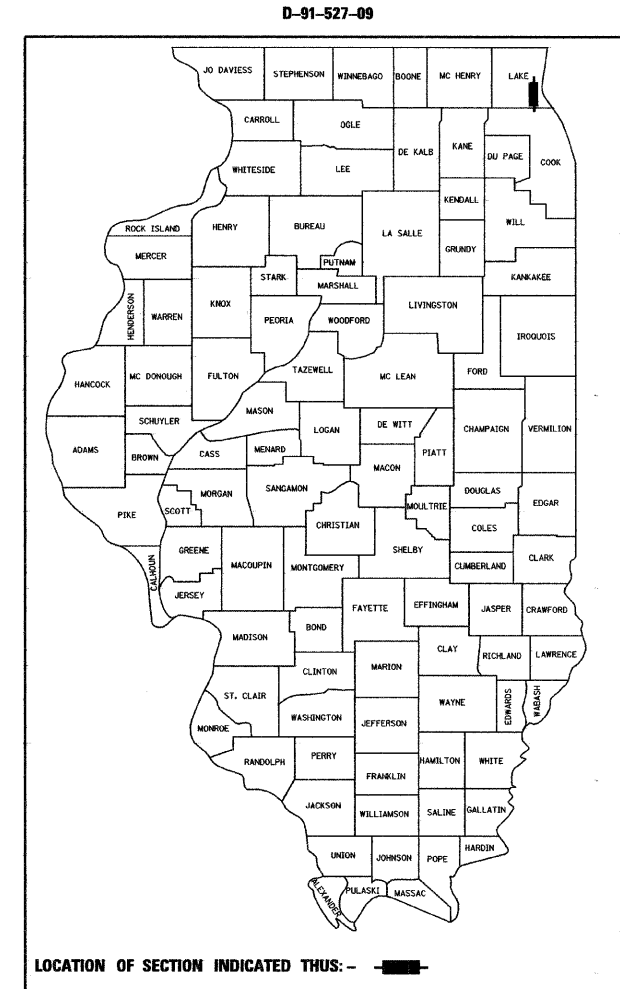 D-91-527-09
JO DAVIESS
STEPHENSON
WINNEBAGO
BOONE
MC HENRY
LAKE
CARROLL
OGLE
DE KALB
KANE
DU PAGE
COOK
WHITESIDE
LEE
KENDALL
WILL
ROCK ISLAND
HENRY
BUREAU
LA SALLE
GRUNDY
MERCER
PUTNAM
KANKAKEE
STARK
MARSHALL
HENDERSON
WARREN
KNOX
LIVINGSTON
PEORIA
WOODFORD
IROQUOIS
HANCOCK
MC DONOUGH
FULTON
TAZEWELL
MC LEAN
FORD
MASON
SCHUYLER
LOGAN
DE WITT
CHAMPAIGN
VERMILION
ADAMS
BROWN
CASS
MENARD
PIATT
MACON
SANGAMON
DOUGLAS
PIKE
SCOTT
MORGAN
MOULTRIE
EDGAR
CHRISTIAN
COLES
SHELBY
GREENE
MACOUPIN
MONTGOMERY
CUMBERLAND
CLARK
CALHOUN
JERSEY
FAYETTE
EFFINGHAM
JASPER
CRAWFORD
MADISON
BOND
CLAY
RICHLAND
LAWRENCE
CLINTON
MARION
ST. CLAIR
WAYNE
EDWARDS
WABASH
WASHINGTON
JEFFERSON
MONROE
RANDOLPH
PERRY
HAMILTON
WHITE
FRANKLIN
JACKSON
WILLIAMSON
SALINE
GALLATIN
UNION
JOHNSON
POPE
HARDIN
ALEXANDER
PULASKI
MASSAC
LOCATION OF SECTION INDICATED THUS: -